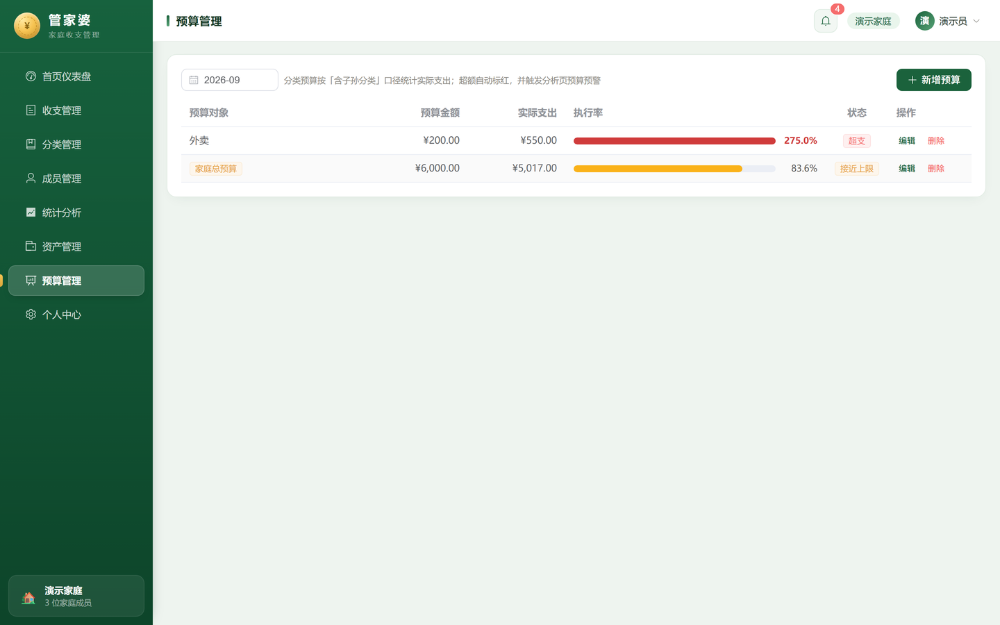 ¥
管家婆
家庭收支管理
首页仪表盘
收支管理
分类管理
成员管理
统计分析
资产管理
预算管理
个人中心
演示家庭
3 位家庭成员
预算管理
4
演示家庭
演
演示员
2026-09
分类预算按「含子孙分类」口径统计实际支出；超额自动标红，并触发分析页预算预警
新增预算
预算对象 预算金额 实际支出 执行率 状态 操作
外卖 ¥200.00 ¥550.00 275.0% 超支 编辑 删除
家庭总预算 ¥6,000.00 ¥5,017.00 83.6% 接近上限 编辑 删除